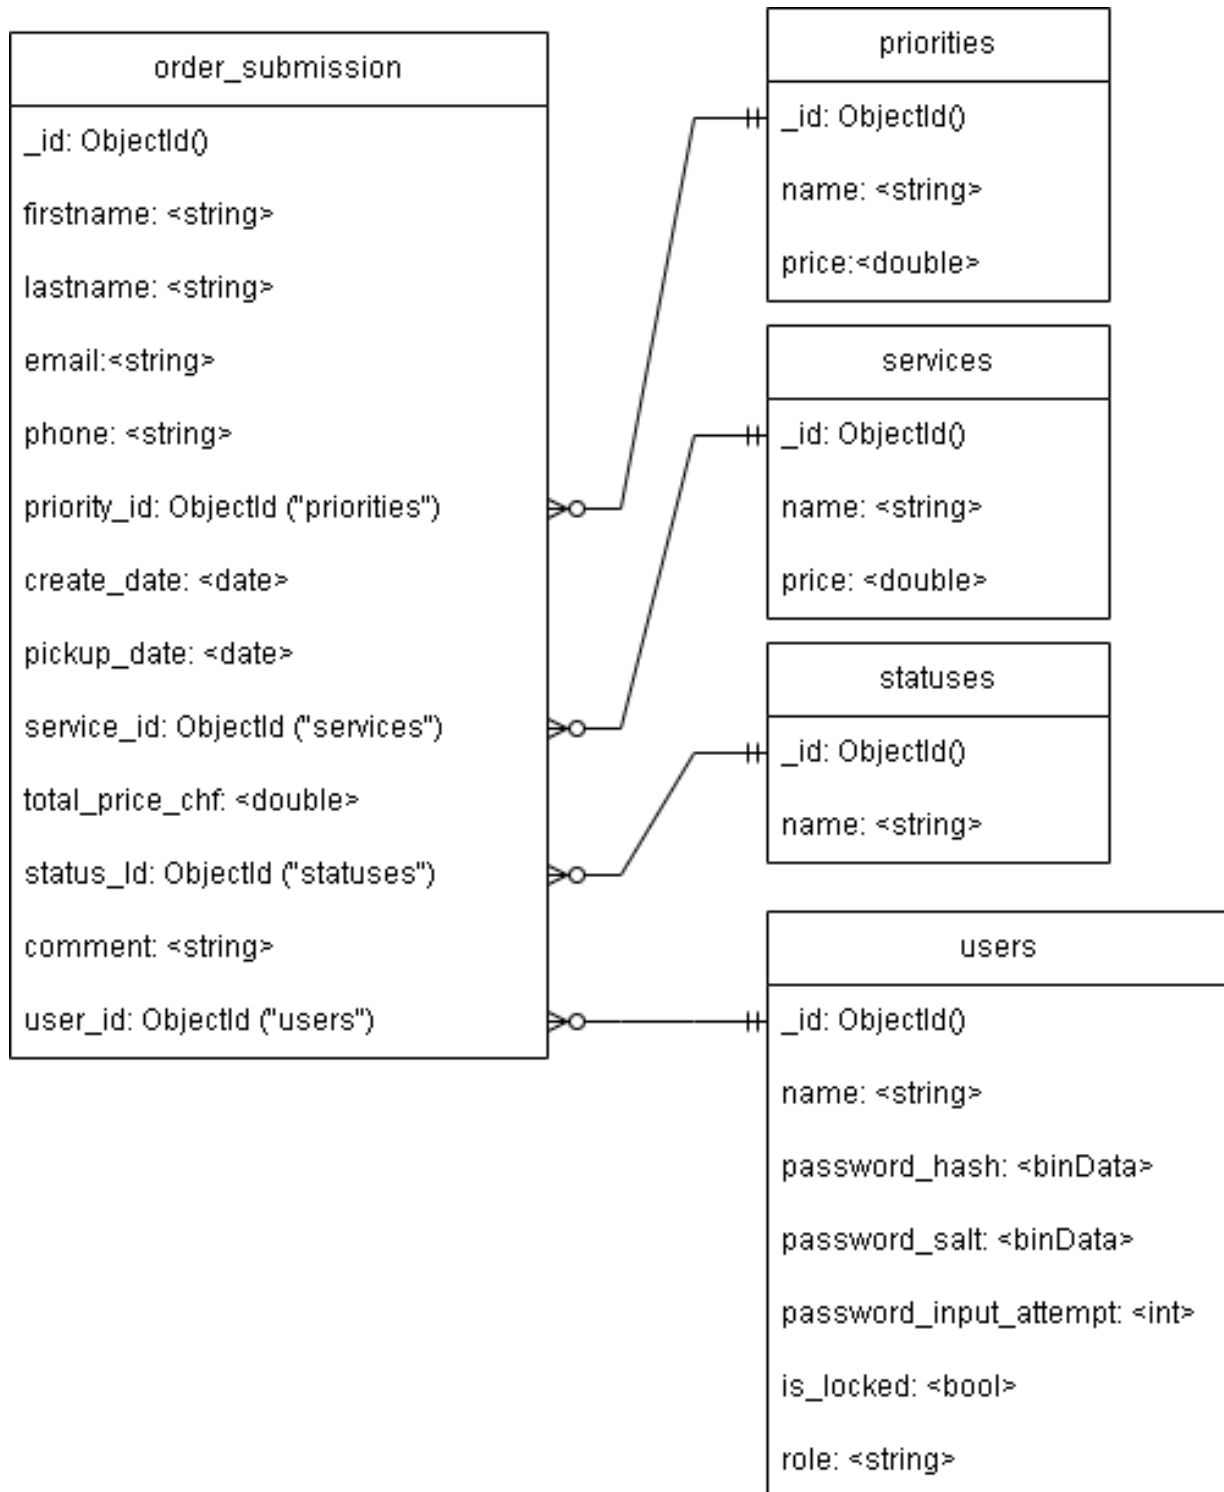 order_submission
_id: ObjectId()
firstname: <string>
lastname: <string>
email:<string>
phone: <string>
priority_id: ObjectId ("priorities")
create_date: <date>
pickup_date: <date>
service_id: ObjectId ("services")
total_price_chf: <double>
status_Id: ObjectId ("statuses")
comment: <string>
user_id: ObjectId ("users")
priorities
_id: ObjectId()
name: <string>
price:<double>
services
_id: ObjectId()
name: <string>
price: <double>
statuses
_id: ObjectId()
name: <string>
users
_id: ObjectId()
name: <string>
password_hash: <binData>
password_salt: <binData>
password_input_attempt: <int>
is_locked: <bool>
role: <string>